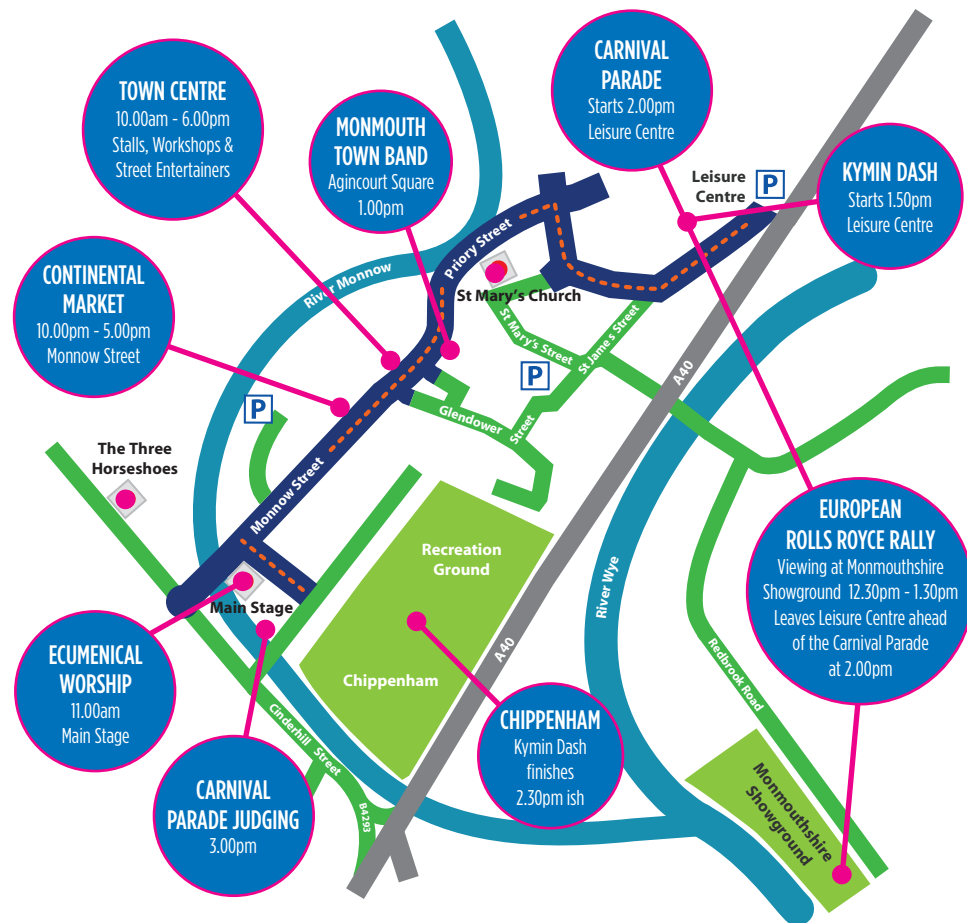 CARNIVAL
PARADE
Starts 2.00pm
Leisure Centre
TOWN CENTRE
10.00am - 6.00pm
Stalls, Workshops &
Street Entertainers
MONMOUTH
TOWN BAND
Agincourt Square
1.00pm
KYMIN DASH
Starts 1.50pm
Leisure Centre
Leisure
Centre
P
CONTINENTAL
MARKET
10.00pm - 5.00pm
Monnow Street
River Monnow
Priory Street
St Mary's Church
St Mary's Street
St James Street
P
A40
P
Glendower
Street
The Three
Horseshoes
Monnow Street
Recreation
Ground
Chippenham
River Wye
A40
Main Stage
EUROPEAN
ROLLS ROYCE RALLY
Viewing at Monmouthshire
Showground 12.30pm - 1.30pm
Leaves Leisure Centre ahead
of the Carnival Parade
at 2.00pm
Redbrook Road
ECUMENICAL
WORSHIP
11.00am
Main Stage
Cinderhill Street
B4293
CHIPPENHAM
Kymin Dash
finishes
2.30pm ish
CARNIVAL
PARADE JUDGING
3.00pm
Monmouthshire
Showground